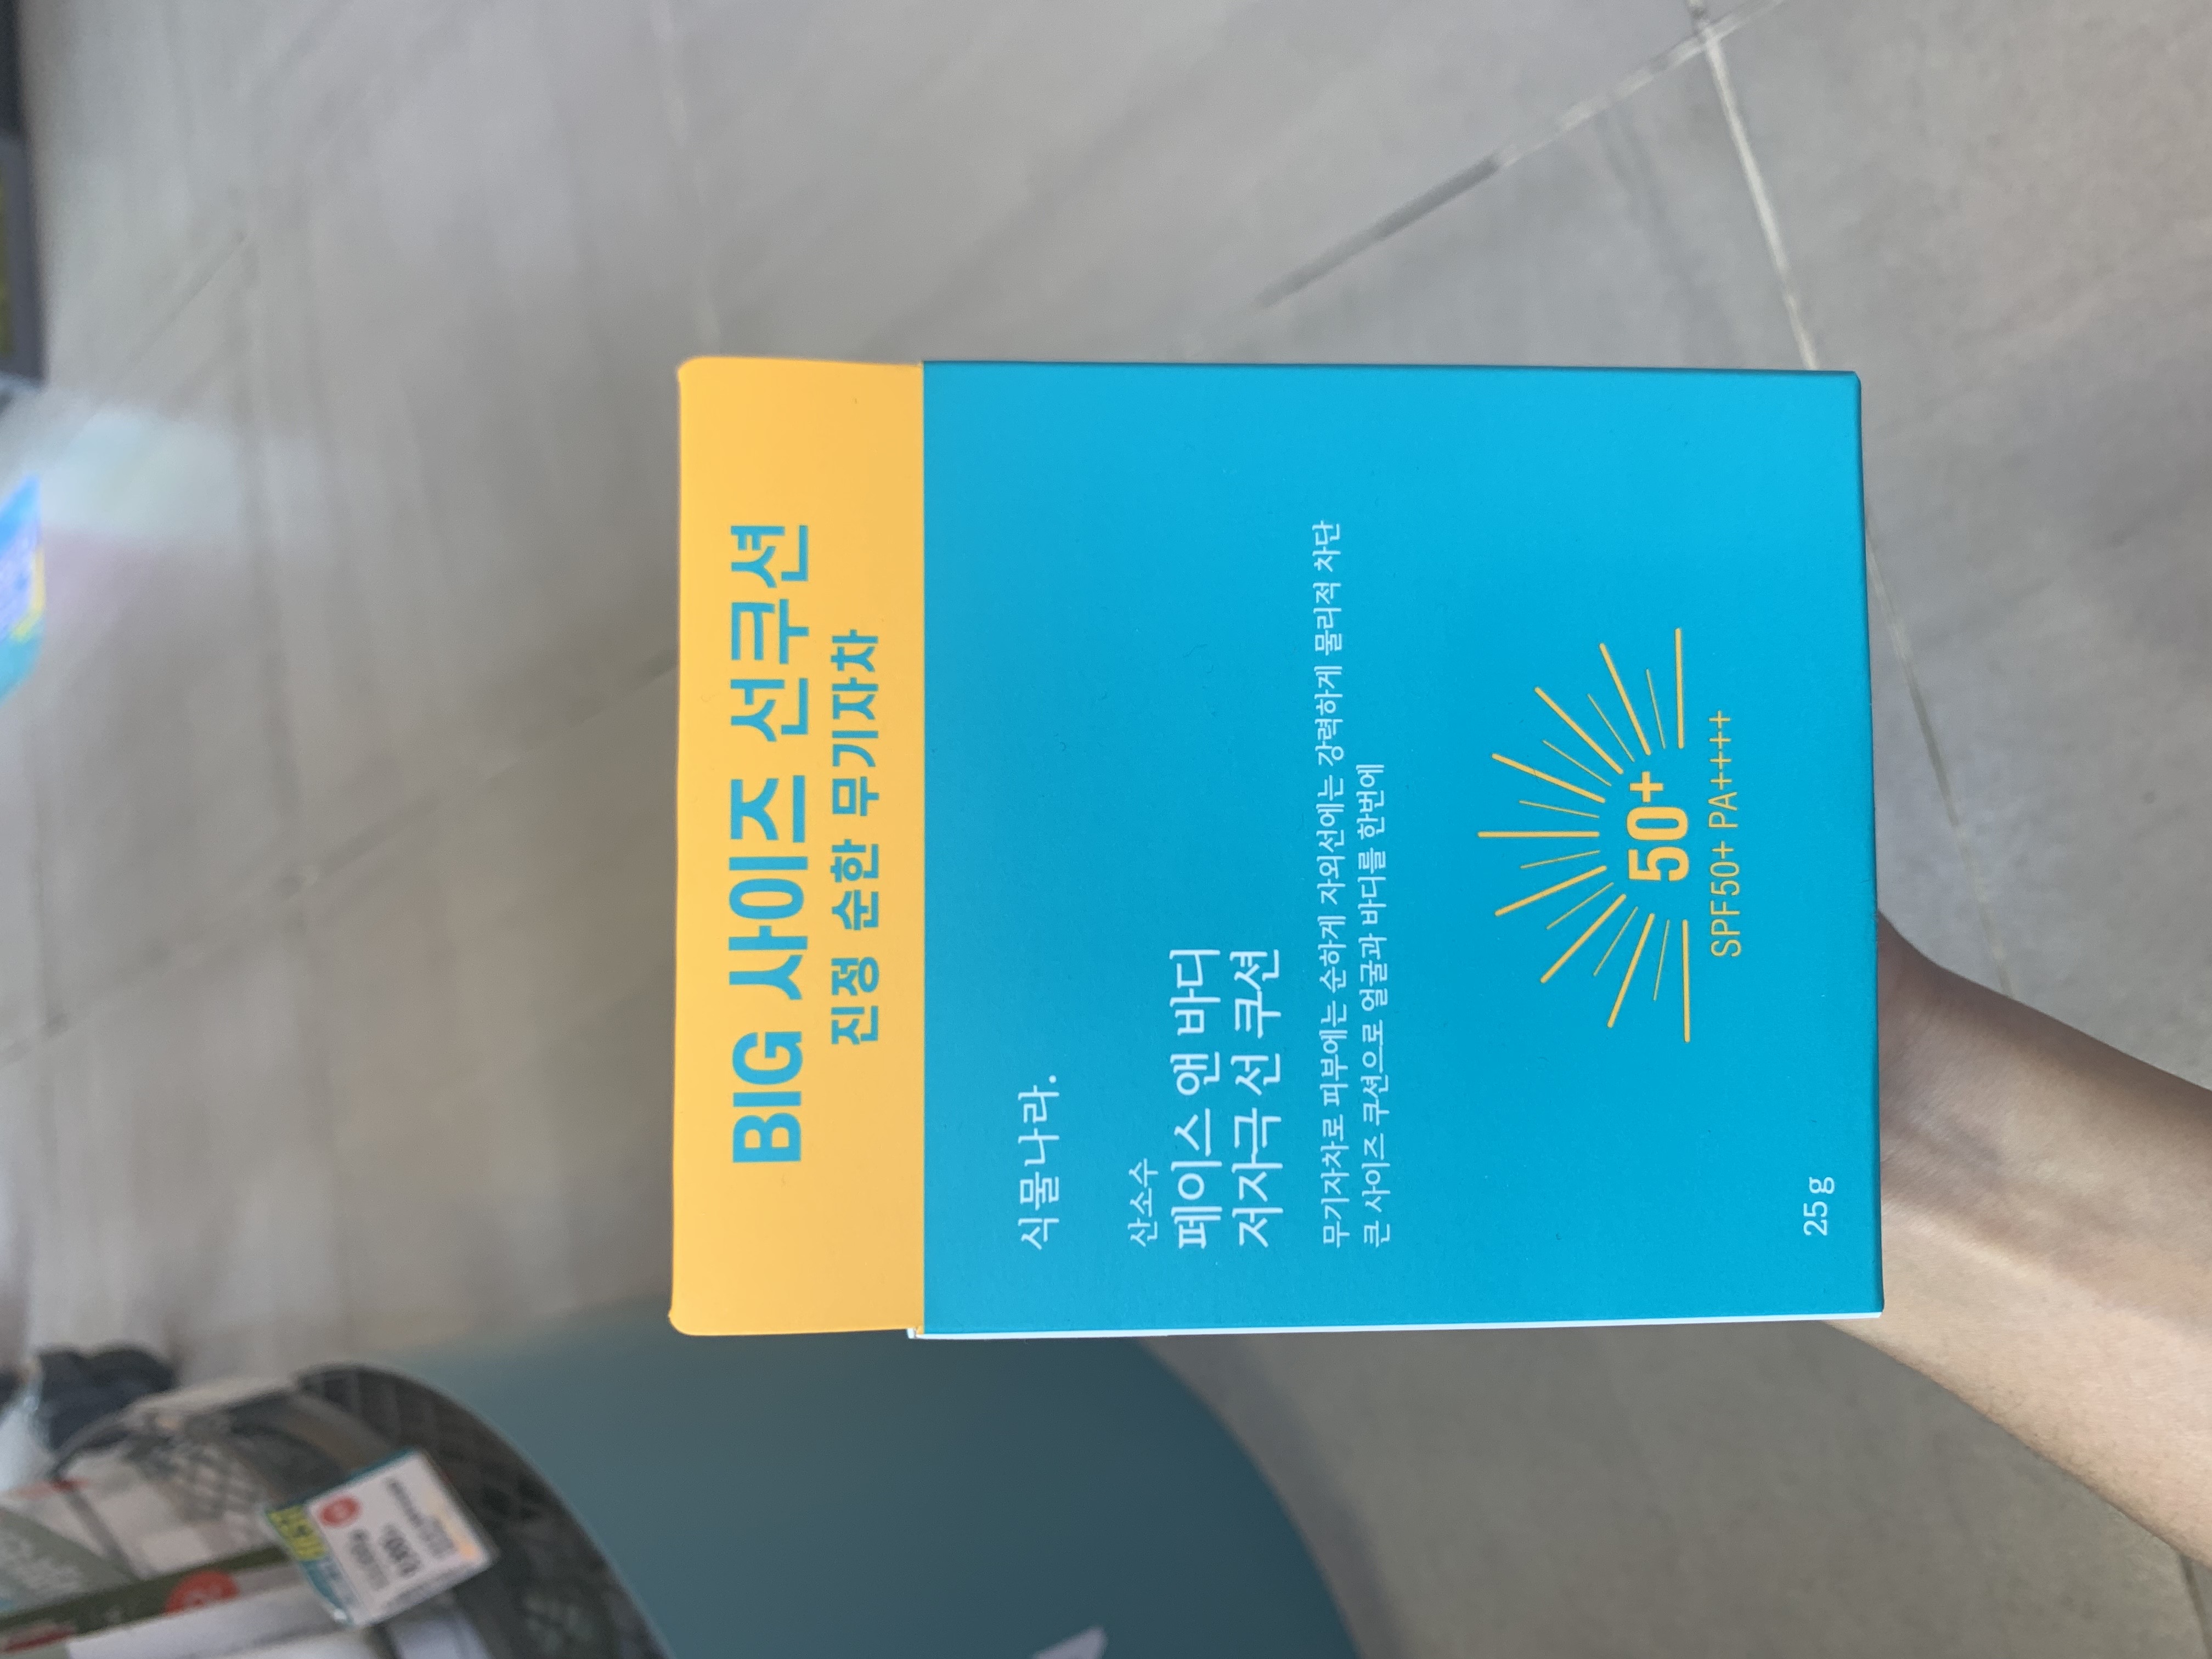 BIG 사이즈 선쿠션
진정 순한 무기자차
식물나라.
산소수
페이스 앤 바디
저자극 선 쿠션
무기자차로 피부에는 순하게 자외선에는 강력하게 물리적 차단
큰 사이즈 쿠션으로 얼굴과 바디를 한번에
50+
SPF50+ PA++++
25 g